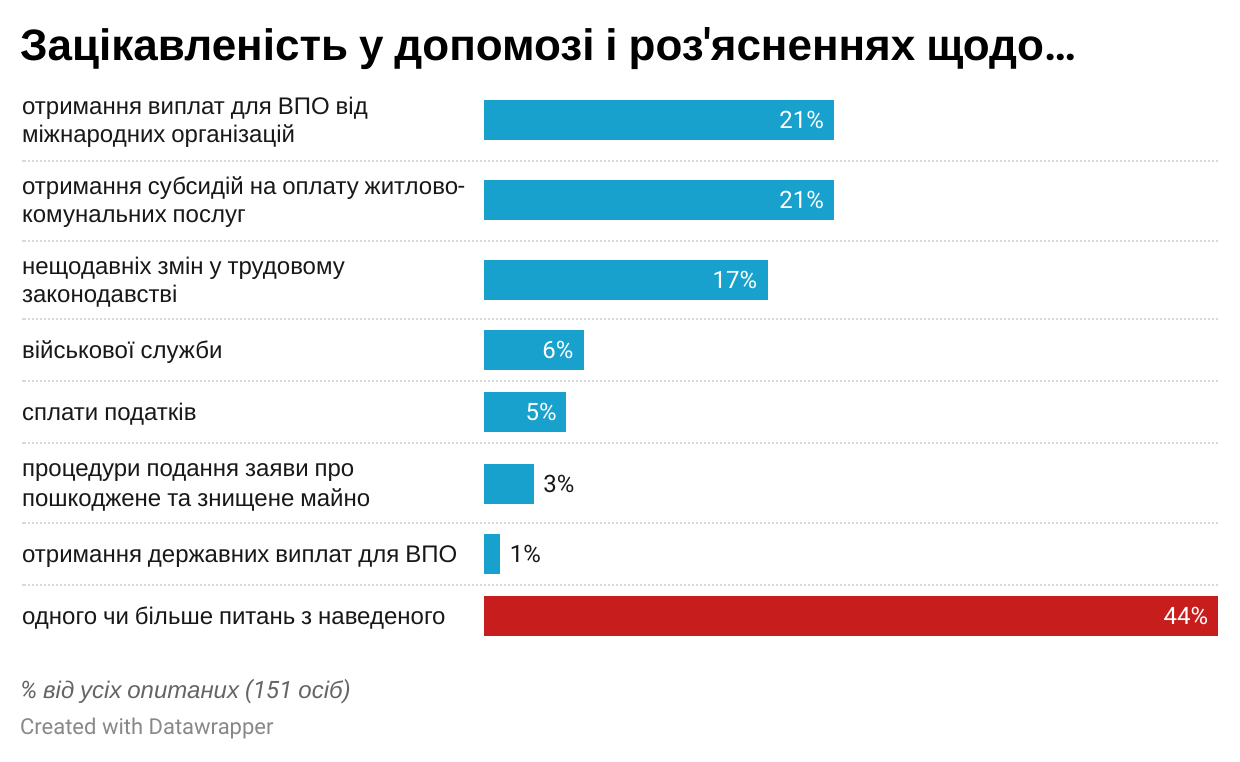 Зацікавленість у допомозі і роз'ясненнях щодо...
отримання виплат для ВПО від
міжнародних організацій
21%
отримання субсидій на оплату житлово-
комунальних послуг
21%
нещодавніх змін у трудовому
законодавстві
17%
військової служби
6%
сплати податків
5%
процедури подання заяви про
пошкоджене та знищене майно
3%
отримання державних виплат для ВПО
1%
одного чи більше питань з наведеного
44%
% від усіх опитаних (151 осіб)
Created with Datawrapper